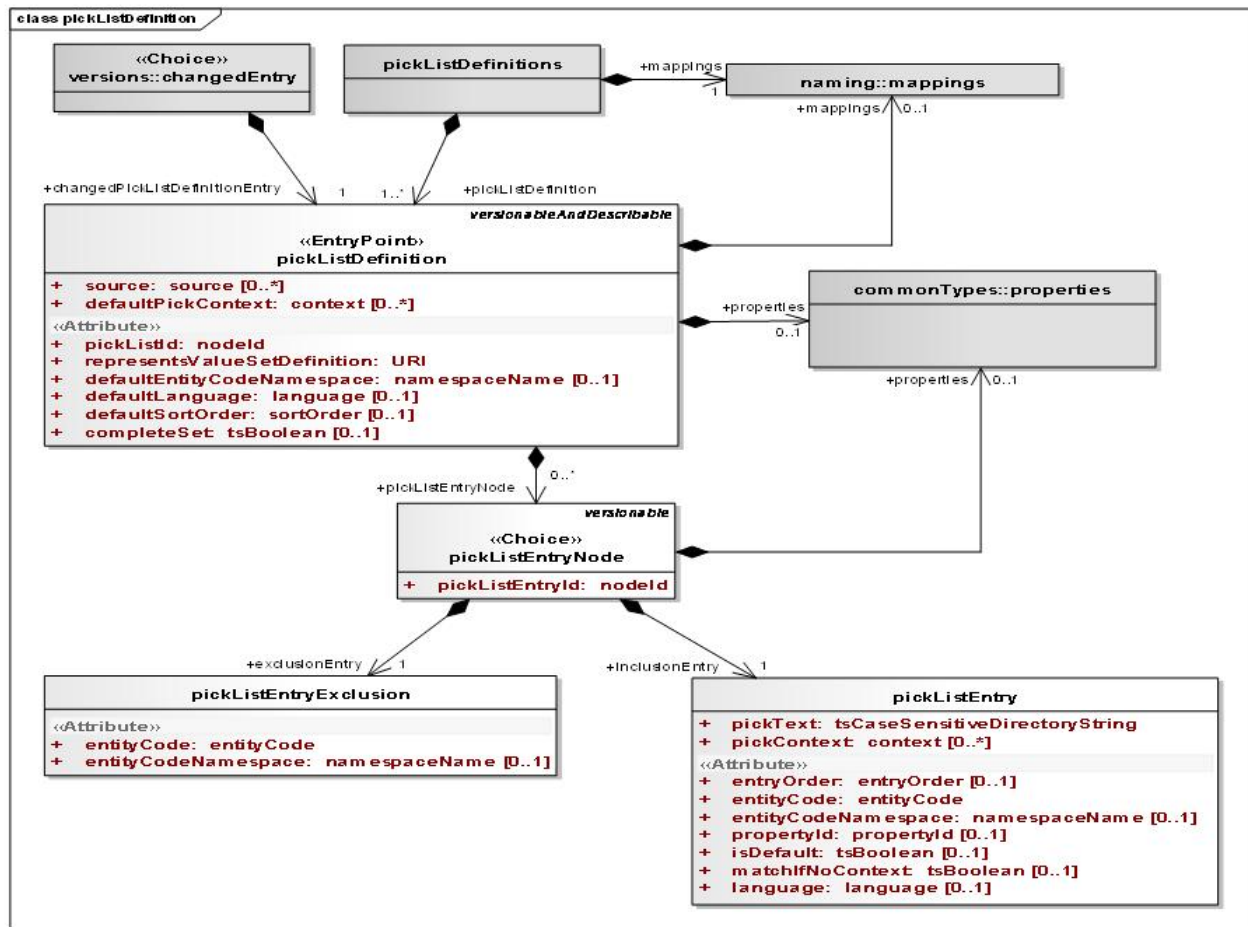 class pickListDefinition
«Choice»
versions::changedEntry
pickListDefinitions
+mappings
1
naming::mappings
+mappings
0..1
+changedPickListDefinitionEntry
1
1..*
+pickListDefinition
versionableAndDescribable
«EntryPoint»
pickListDefinition
+ source: source [0..*]
+ defaultPickContext: context [0..*]
«Attribute»
+ pickListId: nodeId
+ representsValueSetDefinition: URI
+ defaultEntityCodeNamespace: namespaceName [0..1]
+ defaultLanguage: language [0..1]
+ defaultSortOrder: sortOrder [0..1]
+ completeSet: tsBoolean [0..1]
+properties
0..1
commonTypes::properties
+properties
0..1
0..*
+pickListEntryNode
versionable
«Choice»
pickListEntryNode
+ pickListEntryId: nodeId
+exclusionEntry
1
+inclusionEntry
1
pickListEntryExclusion
«Attribute»
+ entityCode: entityCode
+ entityCodeNamespace: namespaceName [0..1]
pickListEntry
+ pickText: tsCaseSensitiveDirectoryString
+ pickContext: context [0..*]
«Attribute»
+ entryOrder: entryOrder [0..1]
+ entityCode: entityCode
+ entityCodeNamespace: namespaceName [0..1]
+ propertyId: propertyId [0..1]
+ isDefault: tsBoolean [0..1]
+ matchIfNoContext: tsBoolean [0..1]
+ language: language [0..1]